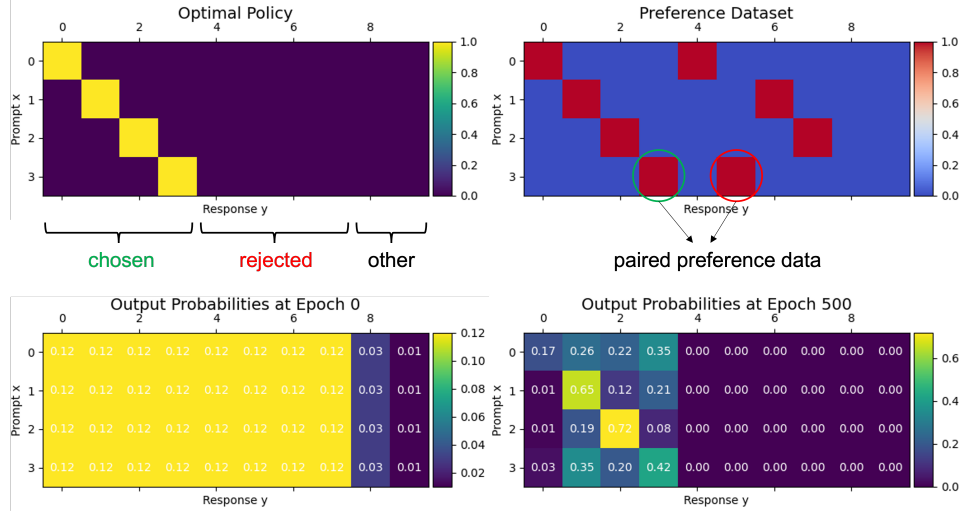 Optimal Policy
0 2 4 6 8
Prompt x
0
1
2
3
1.0
0.8
0.6
0.4
0.2
0.0
Response y
chosen rejected other
Preference Dataset
0 2 4 6 8
Prompt x
0
1
2
3
1.0
0.8
0.6
0.4
0.2
0.0
Response y
paired preference data
Output Probabilities at Epoch 0
0 2 4 6 8
Prompt x
0 0.12 0.12 0.12 0.12 0.12 0.12 0.12 0.12 0.03 0.01
1 0.12 0.12 0.12 0.12 0.12 0.12 0.12 0.12 0.03 0.01
2 0.12 0.12 0.12 0.12 0.12 0.12 0.12 0.12 0.03 0.01
3 0.12 0.12 0.12 0.12 0.12 0.12 0.12 0.12 0.03 0.01
0.12
0.10
0.08
0.06
0.04
0.02
Response y
Output Probabilities at Epoch 500
0 2 4 6 8
Prompt x
0 0.17 0.26 0.22 0.35 0.00 0.00 0.00 0.00 0.00 0.00
1 0.01 0.65 0.12 0.21 0.00 0.00 0.00 0.00 0.00 0.00
2 0.01 0.19 0.72 0.08 0.00 0.00 0.00 0.00 0.00 0.00
3 0.03 0.35 0.20 0.42 0.00 0.00 0.00 0.00 0.00 0.00
0.6
0.4
0.2
0.0
Response y